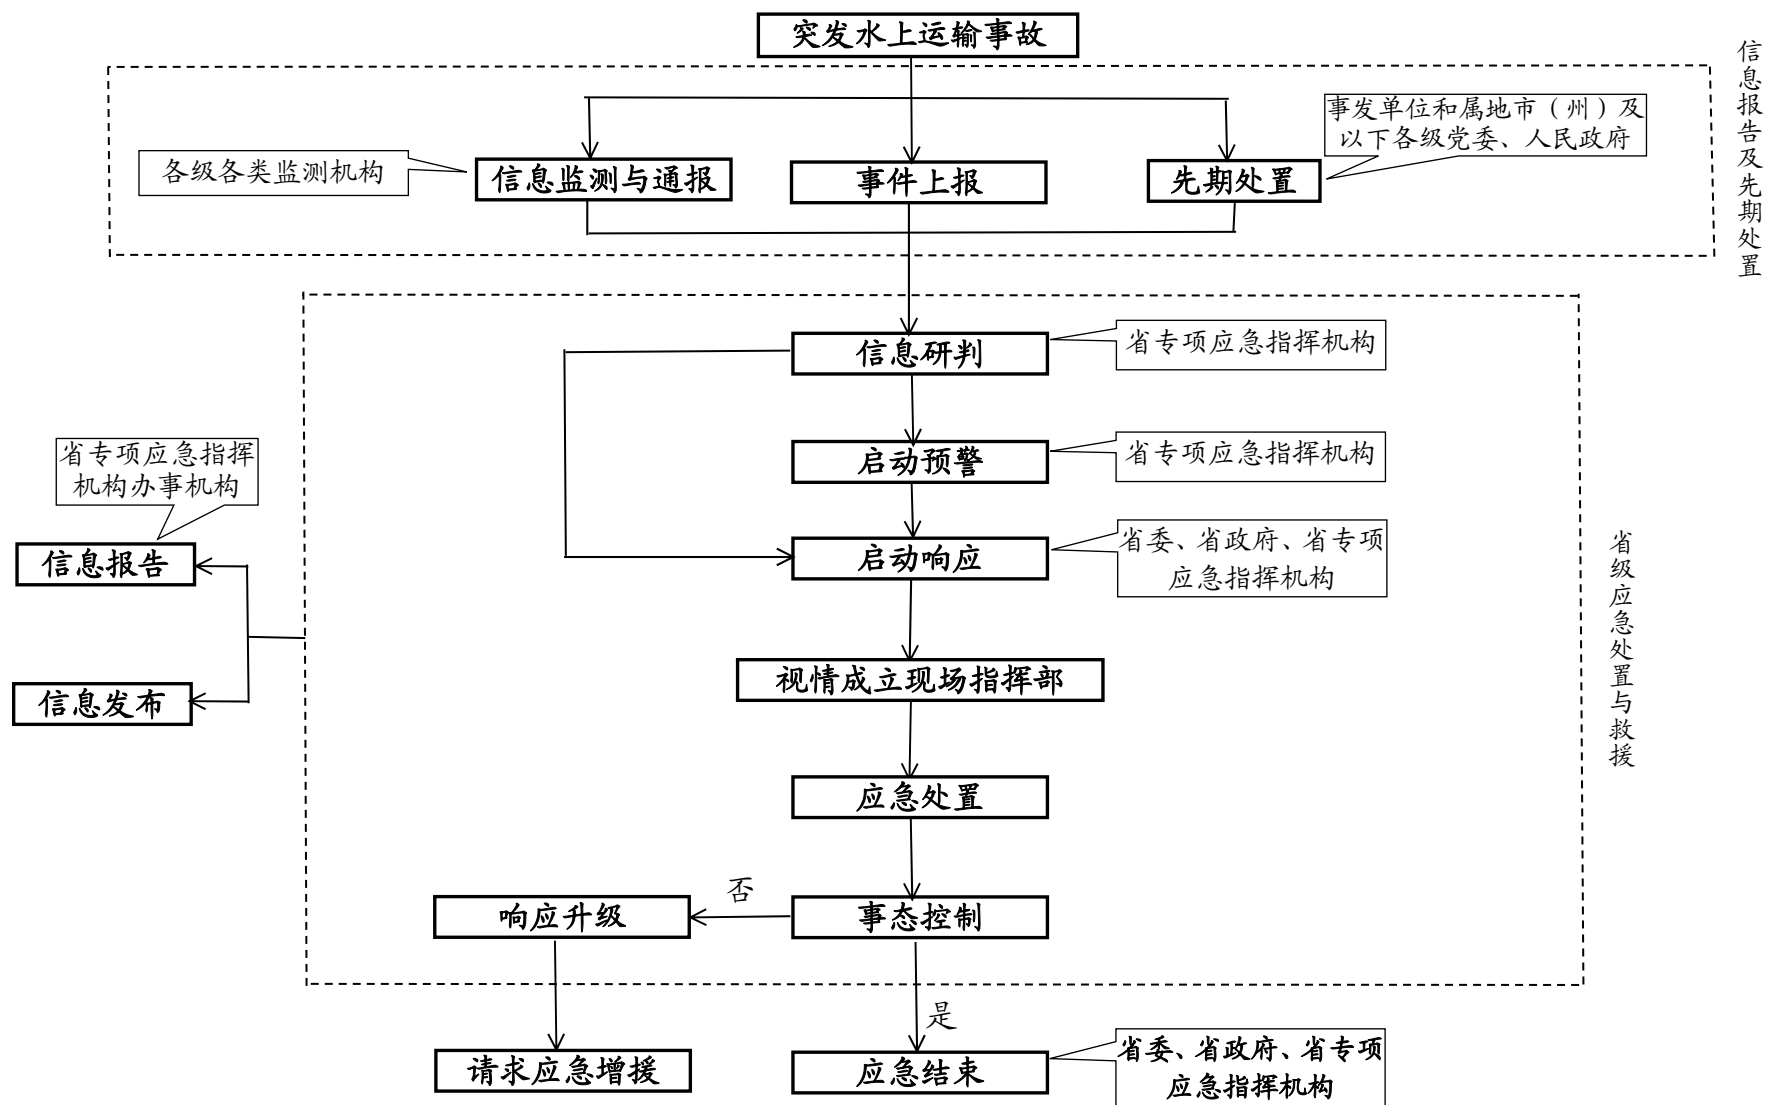 突发水上运输事故
信息报告及先期处置
事发单位和属地市（州）及
以下各级党委、人民政府
各级各类监测机构
信息监测与通报
事件上报
先期处置
信息研判
省专项应急指挥机构
启动预警
省专项应急指挥机构
省专项应急指挥
机构办事机构
启动响应
省委、省政府、省专项
应急指挥机构
信息报告
省级应急处置与救援
视情成立现场指挥部
信息发布
应急处置
否
响应升级
事态控制
是
请求应急增援
应急结束
省委、省政府、省专项
应急指挥机构